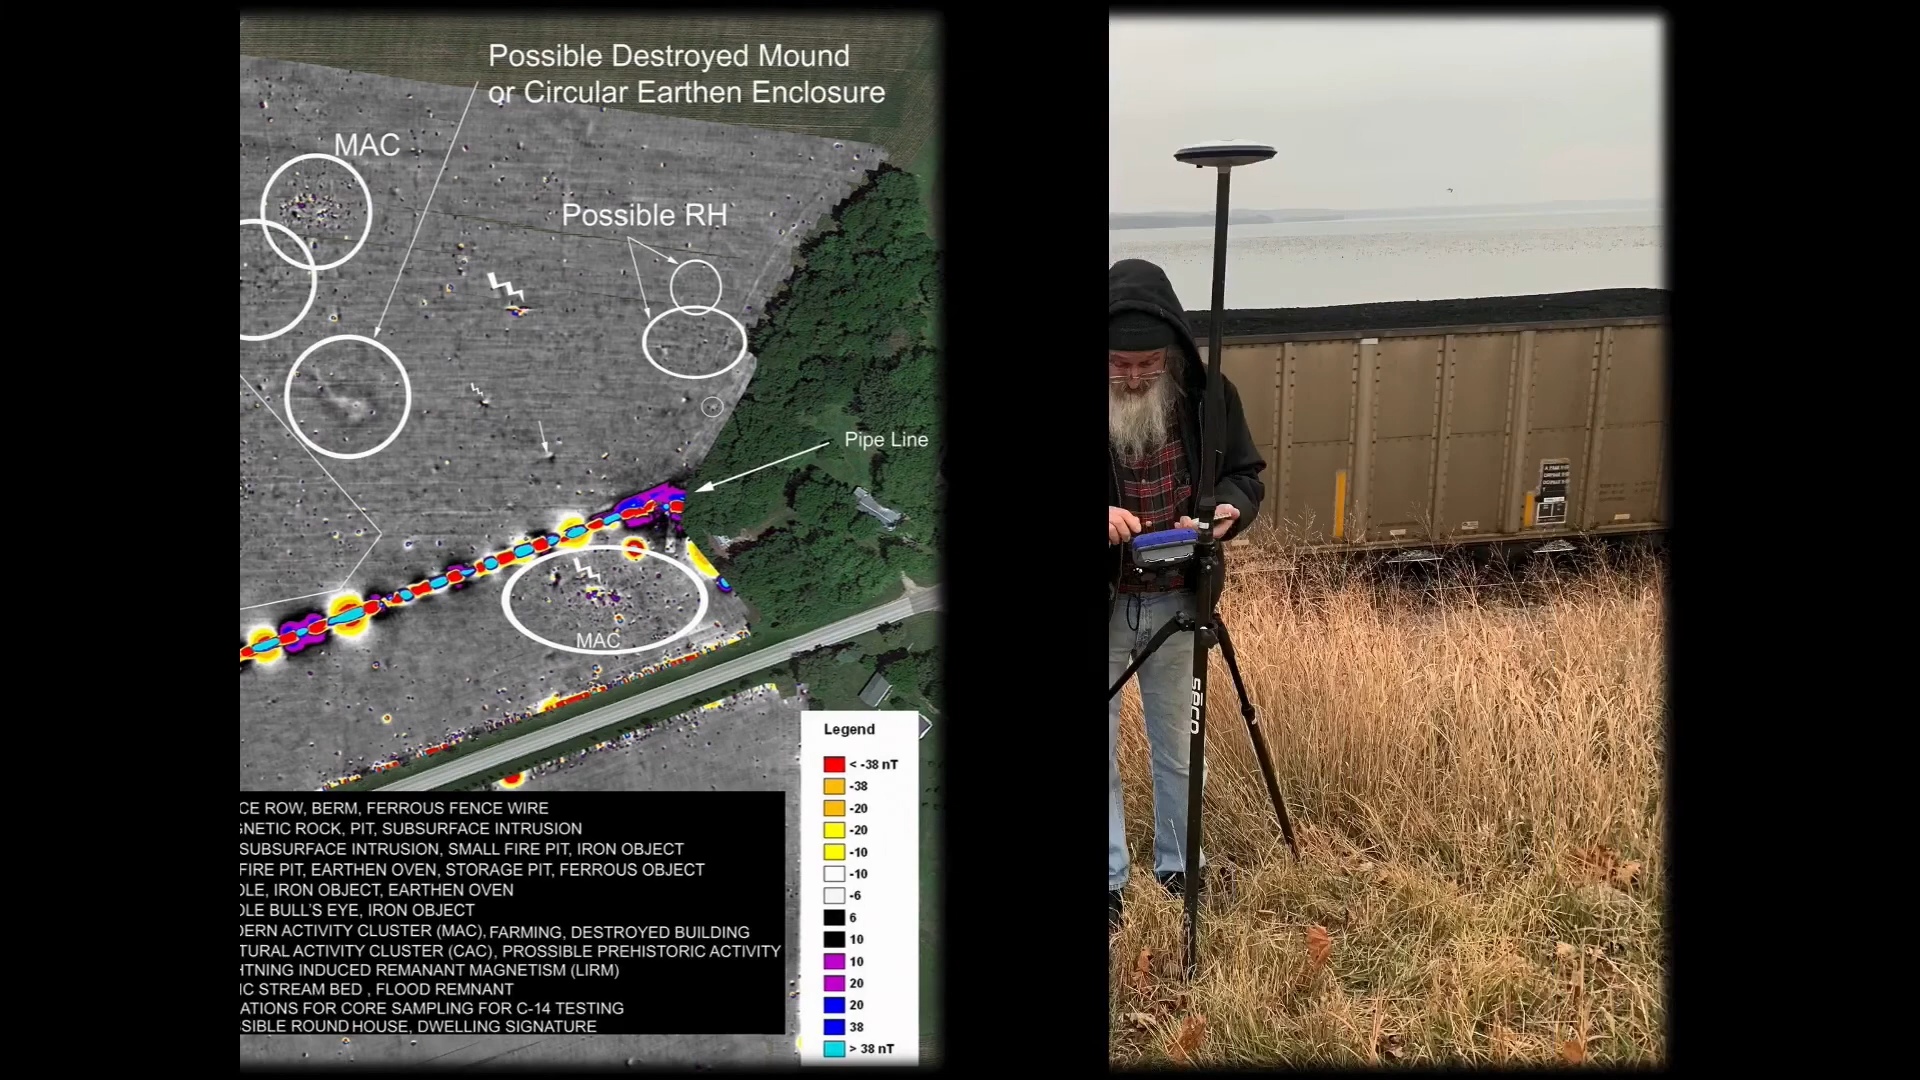 Possible Destroyed Mound
or Circular Earthen Enclosure
MAC
Possible RH
Pipe Line
MAC
Legend
< -38 nT
-38
-20
-20
-10
-10
-6
6
10
10
20
20
38
> 38 nT
CE ROW, BERM, FERROUS FENCE WIRE
GNETIC ROCK, PIT, SUBSURFACE INTRUSION
SUBSURFACE INTRUSION, SMALL FIRE PIT, IRON OBJECT
FIRE PIT, EARTHEN OVEN, STORAGE PIT, FERROUS OBJECT
OLE, IRON OBJECT, EARTHEN OVEN
OLE BULL'S EYE, IRON OBJECT
DERN ACTIVITY CLUSTER (MAC), FARMING, DESTROYED BUILDING
TURAL ACTIVITY CLUSTER (CAC), PROSSIBLE PREHISTORIC ACTIVITY
HTNING INDUCED REMANANT MAGNETISM (LIRM)
IC STREAM BED , FLOOD REMNANT
ATIONS FOR CORE SAMPLING FOR C-14 TESTING
SSIBLE ROUND HOUSE, DWELLING SIGNATURE
seco